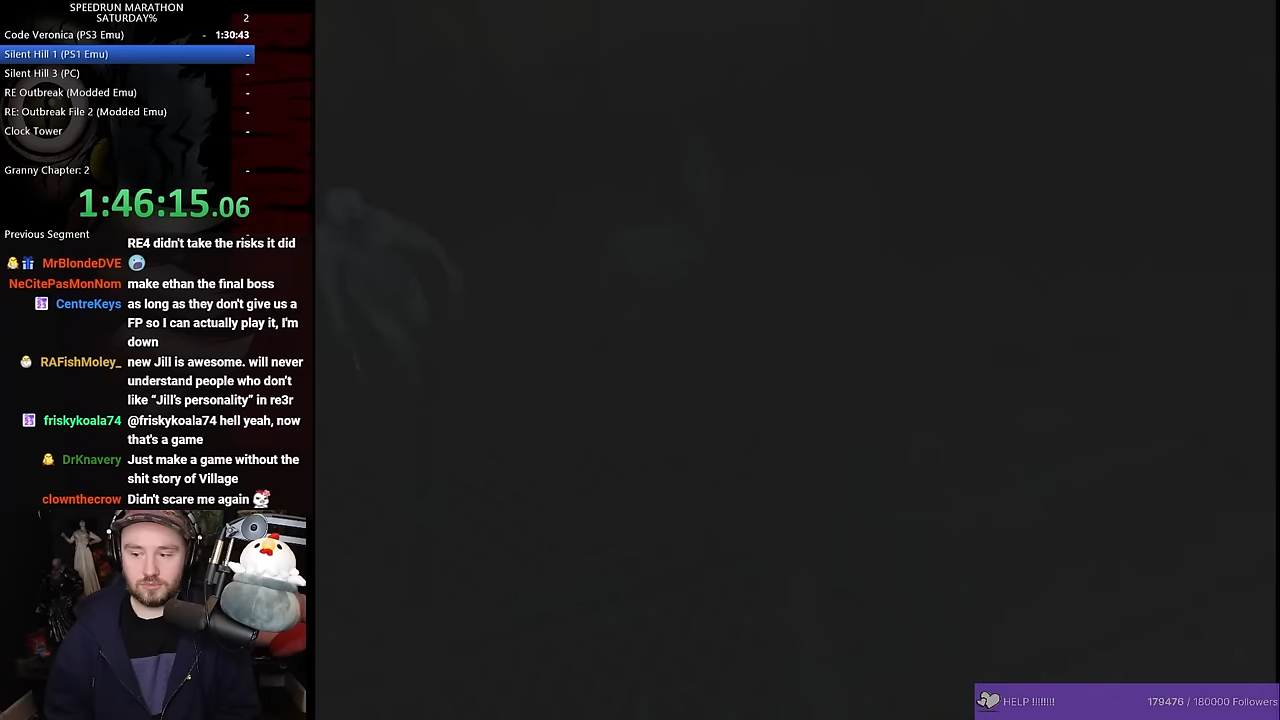 SPEEDRUN MARATHON
SATURDAY%
2
Code Veronica (PS3 Emu) - 1:30:43
Silent Hill 1 (PS1 Emu) -
Silent Hill 3 (PC) -
RE Outbreak (Modded Emu) -
RE: Outbreak File 2 (Modded Emu) -
Clock Tower -
Granny Chapter: 2 -
1:46:15.06
Previous Segment -
RE4 didn't take the risks it did
MrBlondeDVE
NeCitePasMonNom make ethan the final boss
CentreKeys as long as they don't give us a
FP so I can actually play it, I'm
down
RAFishMoley_ new Jill is awesome. will never
understand people who don't
like “Jill's personality” in re3r
friskykoala74 @friskykoala74 hell yeah, now
that's a game
DrKnavery Just make a game without the
shit story of Village
clownthecrow Didn't scare me again
HELP !!!!!!!! 179476 / 180000 Followers